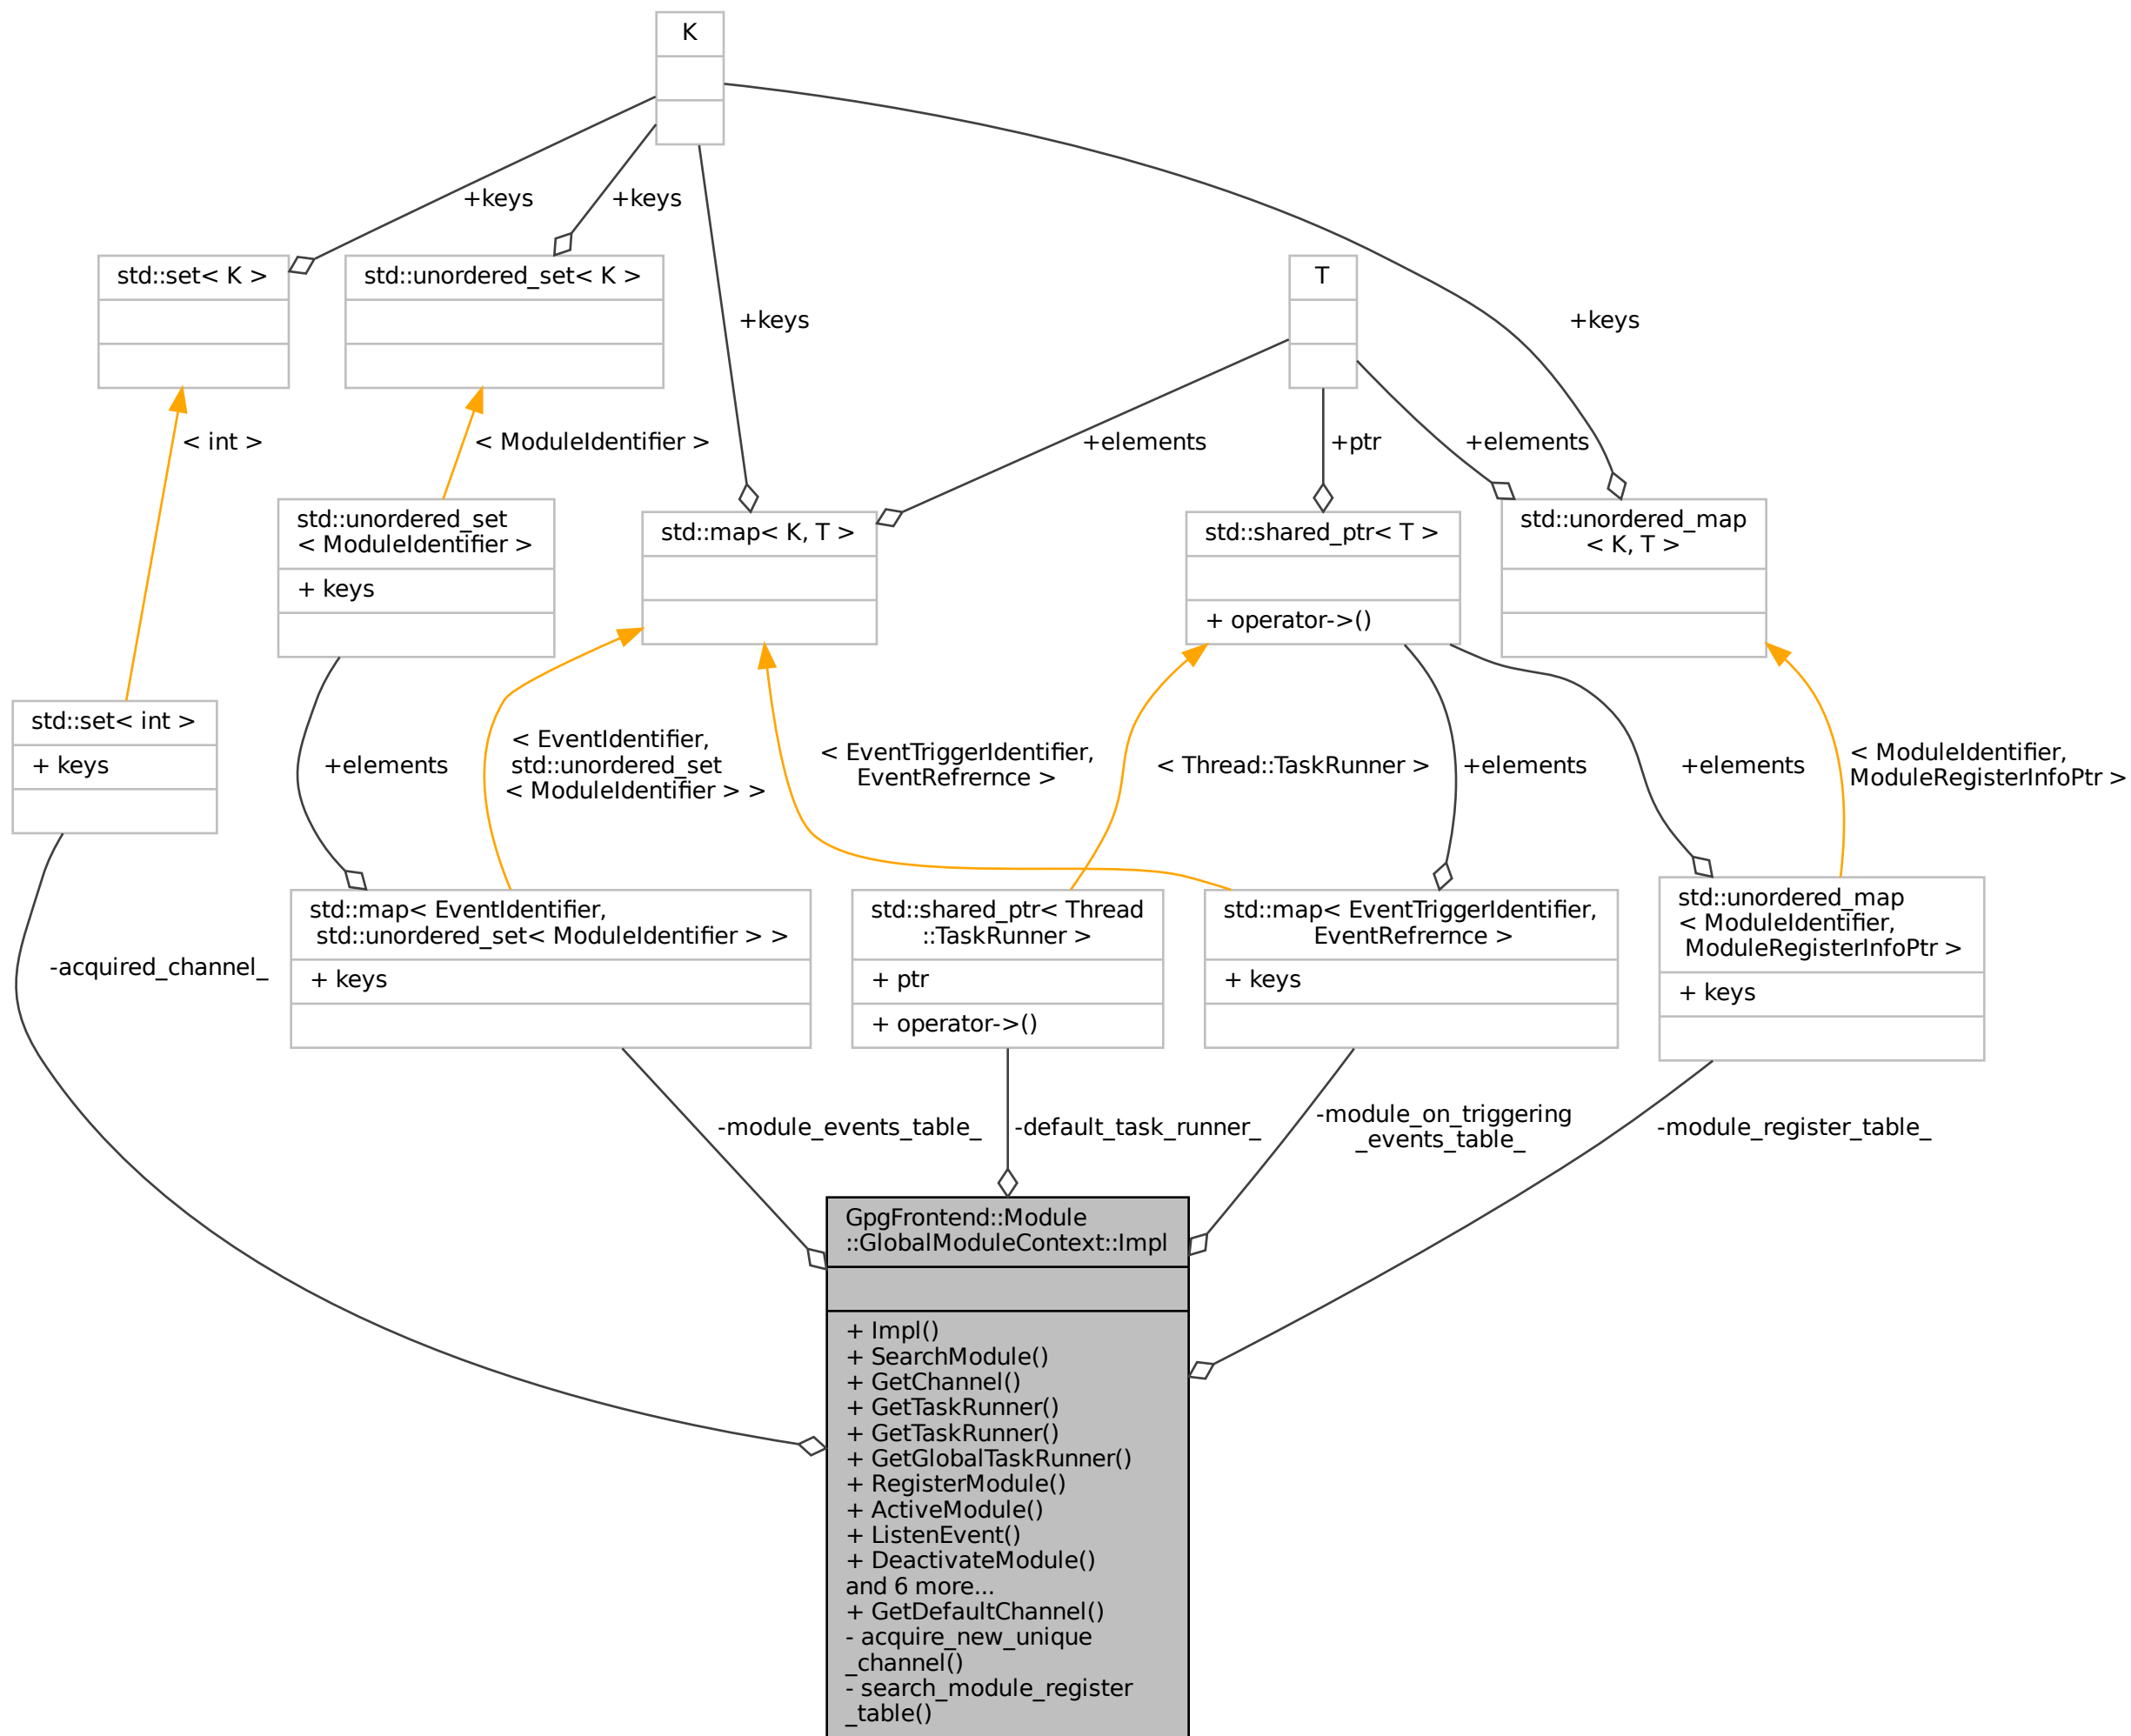 K
+keys
+keys
std::set< K >
std::unordered_set< K >
T
+keys
+keys
< int >
< ModuleIdentifier >
+elements
+ptr
+elements
std::unordered_set
< ModuleIdentifier >
+ keys
std::map< K, T >
std::shared_ptr< T >
+ operator->()
std::unordered_map
< K, T >
std::set< int >
+ keys
+elements
< EventIdentifier,
std::unordered_set
< ModuleIdentifier > >
< EventTriggerIdentifier,
EventRefrernce >
< Thread::TaskRunner >
+elements
+elements
< ModuleIdentifier,
ModuleRegisterInfoPtr >
-acquired_channel_
std::map< EventIdentifier,
std::unordered_set< ModuleIdentifier > >
+ keys
std::shared_ptr< Thread
::TaskRunner >
+ ptr
+ operator->()
std::map< EventTriggerIdentifier,
EventRefrernce >
+ keys
std::unordered_map
< ModuleIdentifier,
ModuleRegisterInfoPtr >
+ keys
-module_events_table_
-default_task_runner_
-module_on_triggering
_events_table_
-module_register_table_
GpgFrontend::Module
::GlobalModuleContext::Impl
+ Impl()
+ SearchModule()
+ GetChannel()
+ GetTaskRunner()
+ GetTaskRunner()
+ GetGlobalTaskRunner()
+ RegisterModule()
+ ActiveModule()
+ ListenEvent()
+ DeactivateModule()
and 6 more...
+ GetDefaultChannel()
- acquire_new_unique
_channel()
- search_module_register
_table()